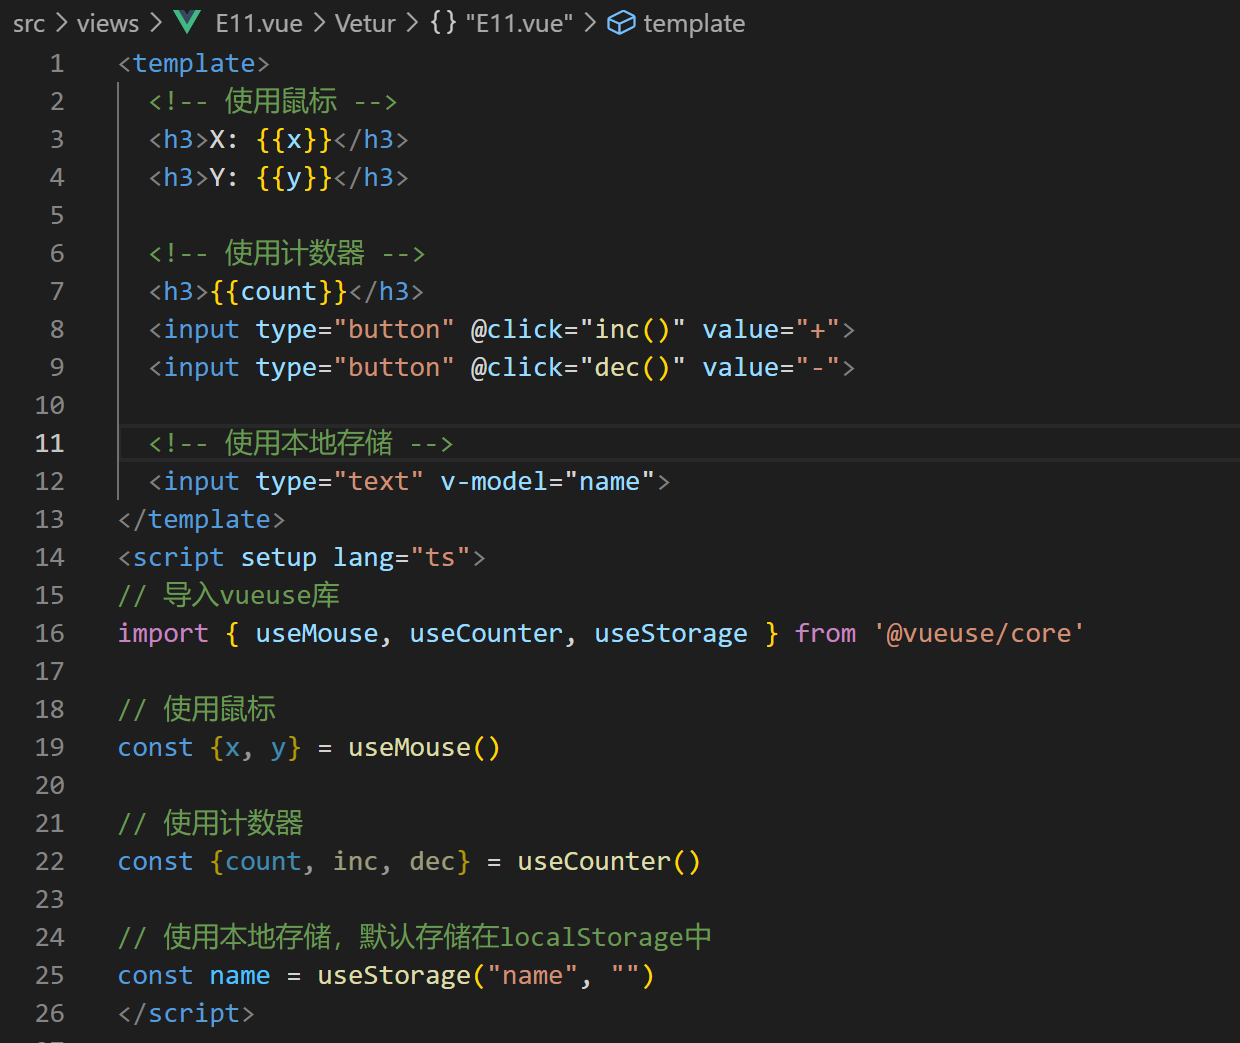 src > views > E11.vue > Vetur > {} "E11.vue" > template
1 <template>
2 <!-- 使用鼠标 -->
3 <h3>X: {{x}}</h3>
4 <h3>Y: {{y}}</h3>
5
6 <!-- 使用计数器 -->
7 <h3>{{count}}</h3>
8 <input type="button" @click="inc()" value="+">
9 <input type="button" @click="dec()" value="-">
10
11 <!-- 使用本地存储 -->
12 <input type="text" v-model="name">
13 </template>
14 <script setup lang="ts">
15 // 导入vueuse库
16 import { useMouse, useCounter, useStorage } from '@vueuse/core'
17
18 // 使用鼠标
19 const {x, y} = useMouse()
20
21 // 使用计数器
22 const {count, inc, dec} = useCounter()
23
24 // 使用本地存储，默认存储在localStorage中
25 const name = useStorage("name", "")
26 </script>